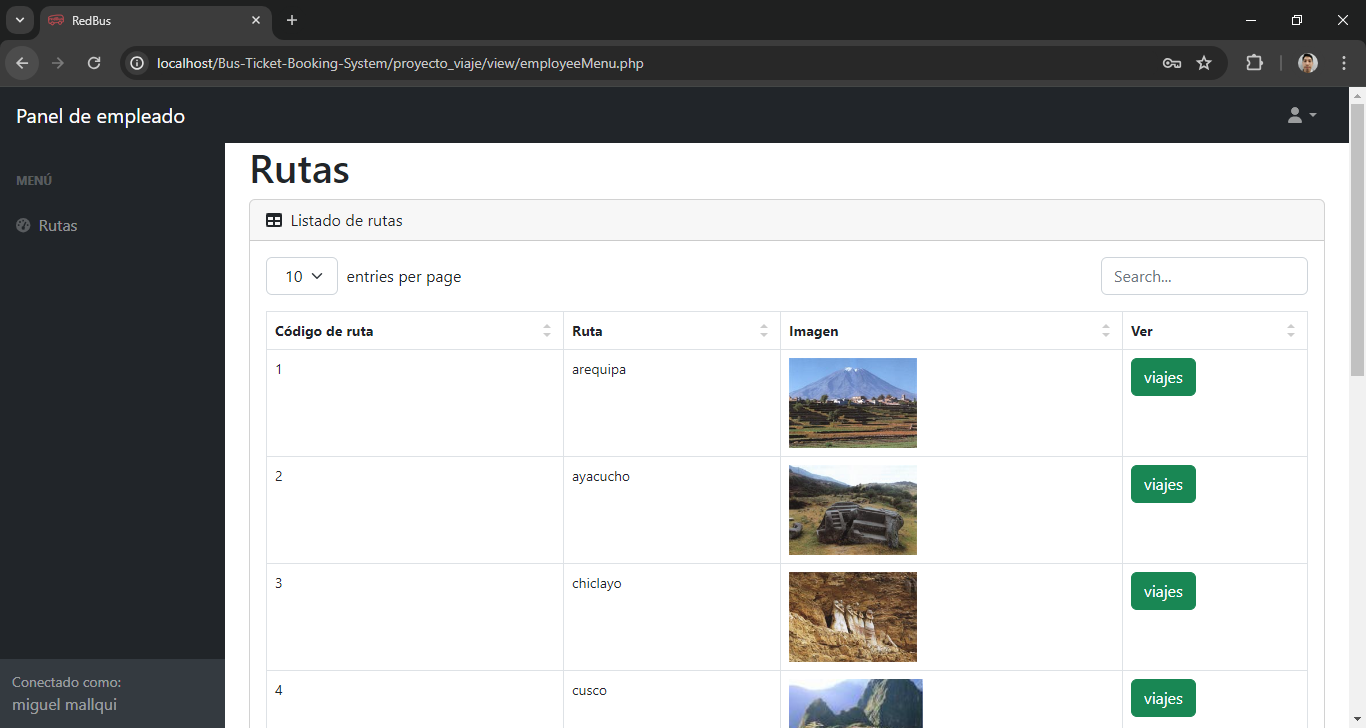 RedBus
localhost/Bus-Ticket-Booking-System/proyecto_viaje/view/employeeMenu.php
Panel de empleado
MENÚ
Rutas
Rutas
Listado de rutas
10 entries per page
Search...
Código de ruta Ruta Imagen Ver
1 arequipa viajes
2 ayacucho viajes
3 chiclayo viajes
4 cusco viajes
Conectado como:
miguel mallqui